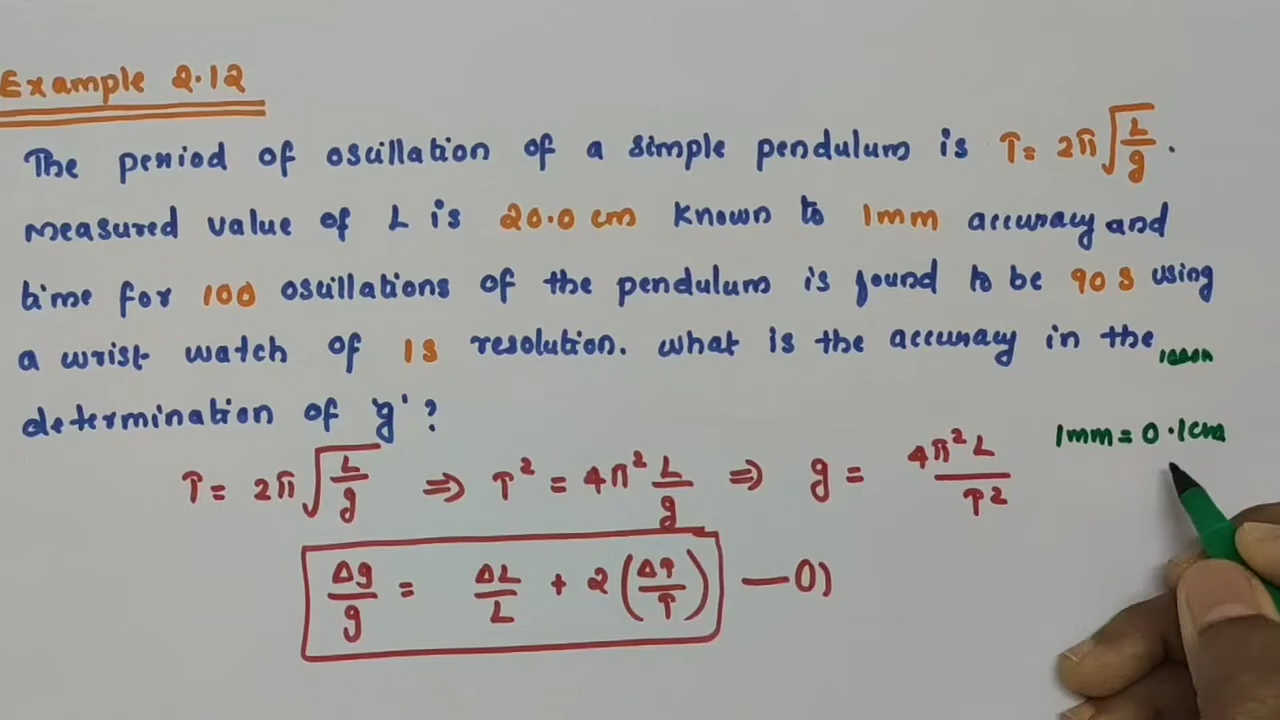 Example 2.12
The period of oscillation of a simple pendulum is T = 2π√(L/g).
measured value of L is 20.0 cm known to 1mm accuracy and
time for 100 oscillations of the pendulum is found to be 90 s using
a wrist watch of 1s resolution. what is the accuracy in the
determination of 'g'?
1mm = 0.1cm
T = 2π√(L/g) ⇒ T² = 4π² L/g ⇒ g = 4π²L/T²
Δg/g = ΔL/L + 2(ΔT/T) —(1)